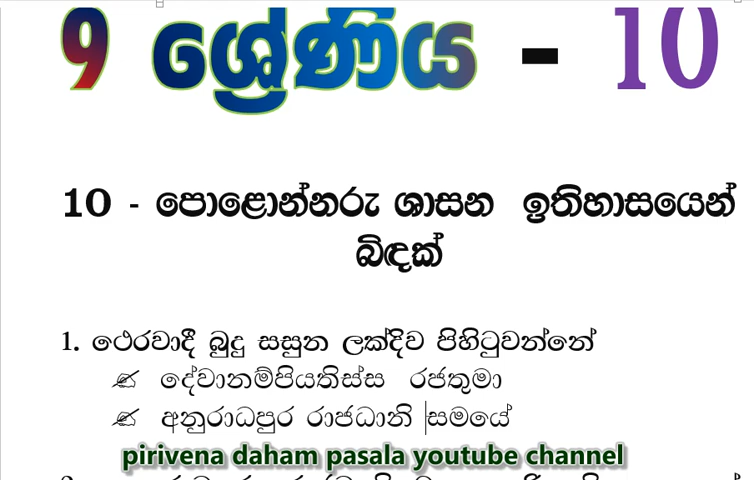 9 ශ්‍රේණිය - 10
10 - පොළොන්නරු ශාසන ඉතිහාසයෙන්
බිඳක්
1. ථෙරවාදී බුදු සසුන ලක්දිව පිහිටුවන්නේ
දේවානම්පියතිස්ස රජතුමා
අනුරාධපුර රාජධානි සමයේ
pirivena daham pasala youtube channel